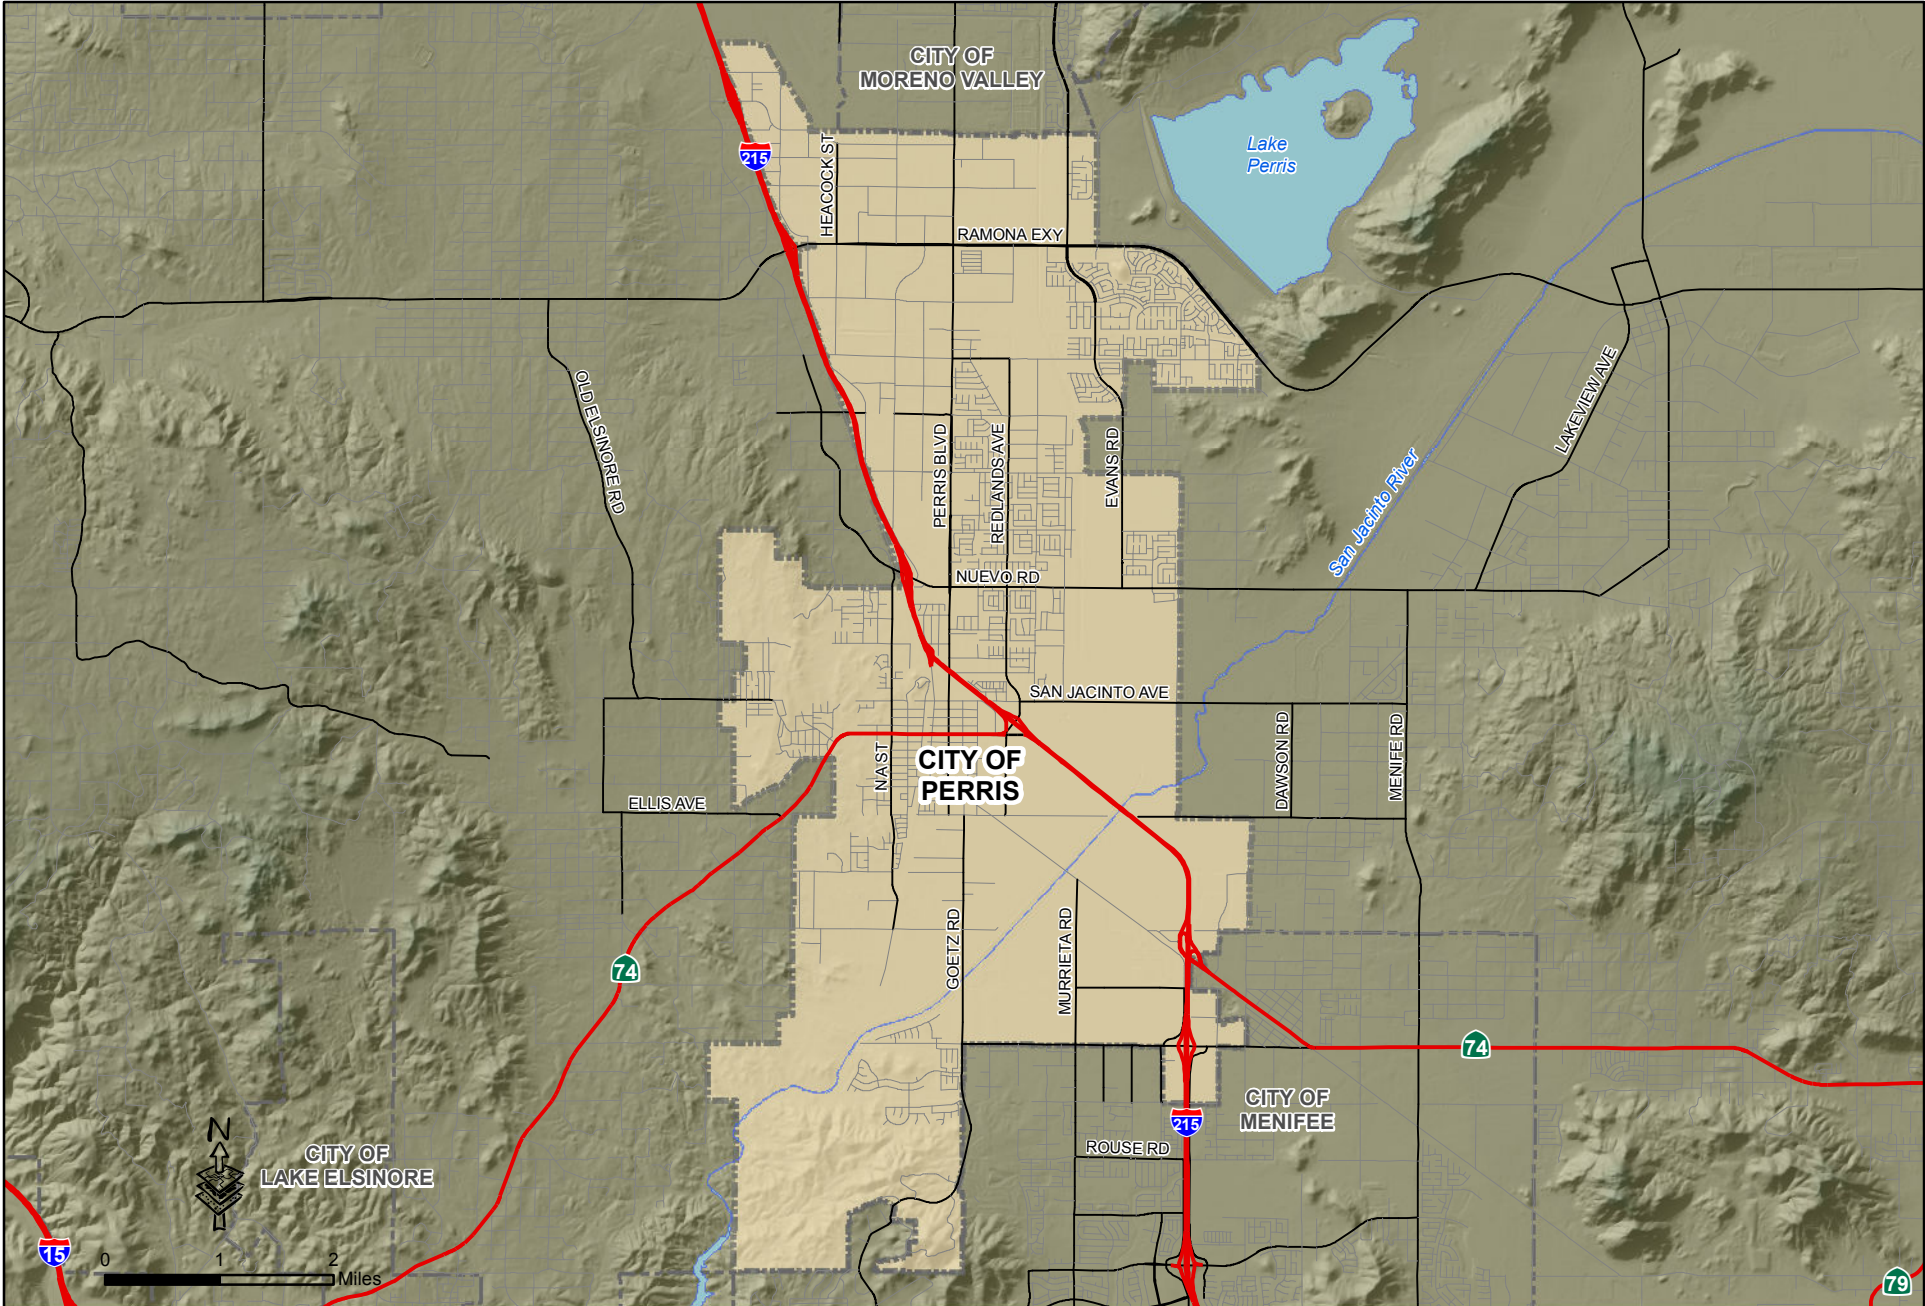 CITY OF
MORENO VALLEY
Lake
Perris
215
HEACOCK ST
RAMONA EXY
OLD ELSINORE RD
LAKEVIEW AVE
PERRIS BLVD
REDLANDS AVE
EVANS RD
San Jacinto River
NUEVO RD
SAN JACINTO AVE
N A ST
CITY OF
PERRIS
DAWSON RD
MENIFE RD
ELLIS AVE
GOETZ RD
MURRIETA RD
74
74
CITY OF
MENIFEE
215
ROUSE RD
N
CITY OF
LAKE ELSINORE
15
0 1 2
Miles
79